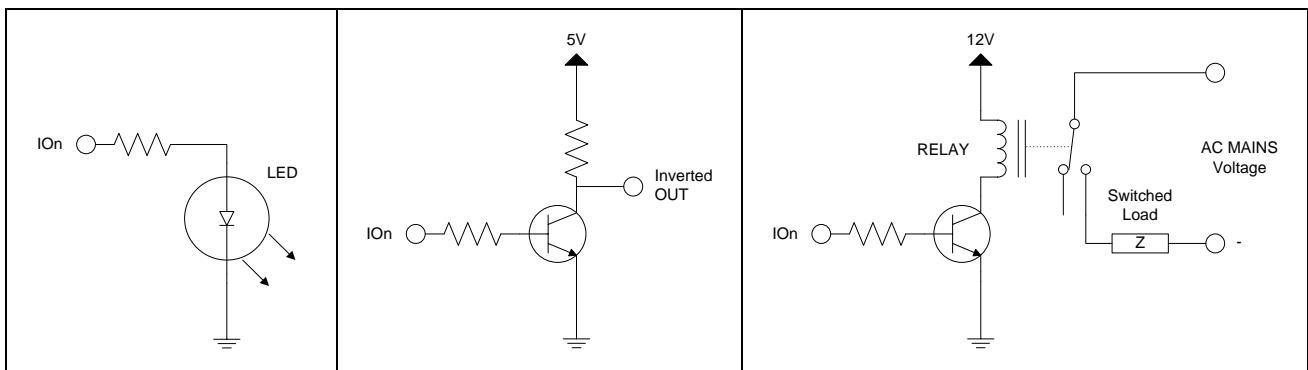 IOn
LED
5V
Inverted
OUT
IOn
12V
RELAY
AC MAINS
Voltage
Switched
Load
IOn
Z
-